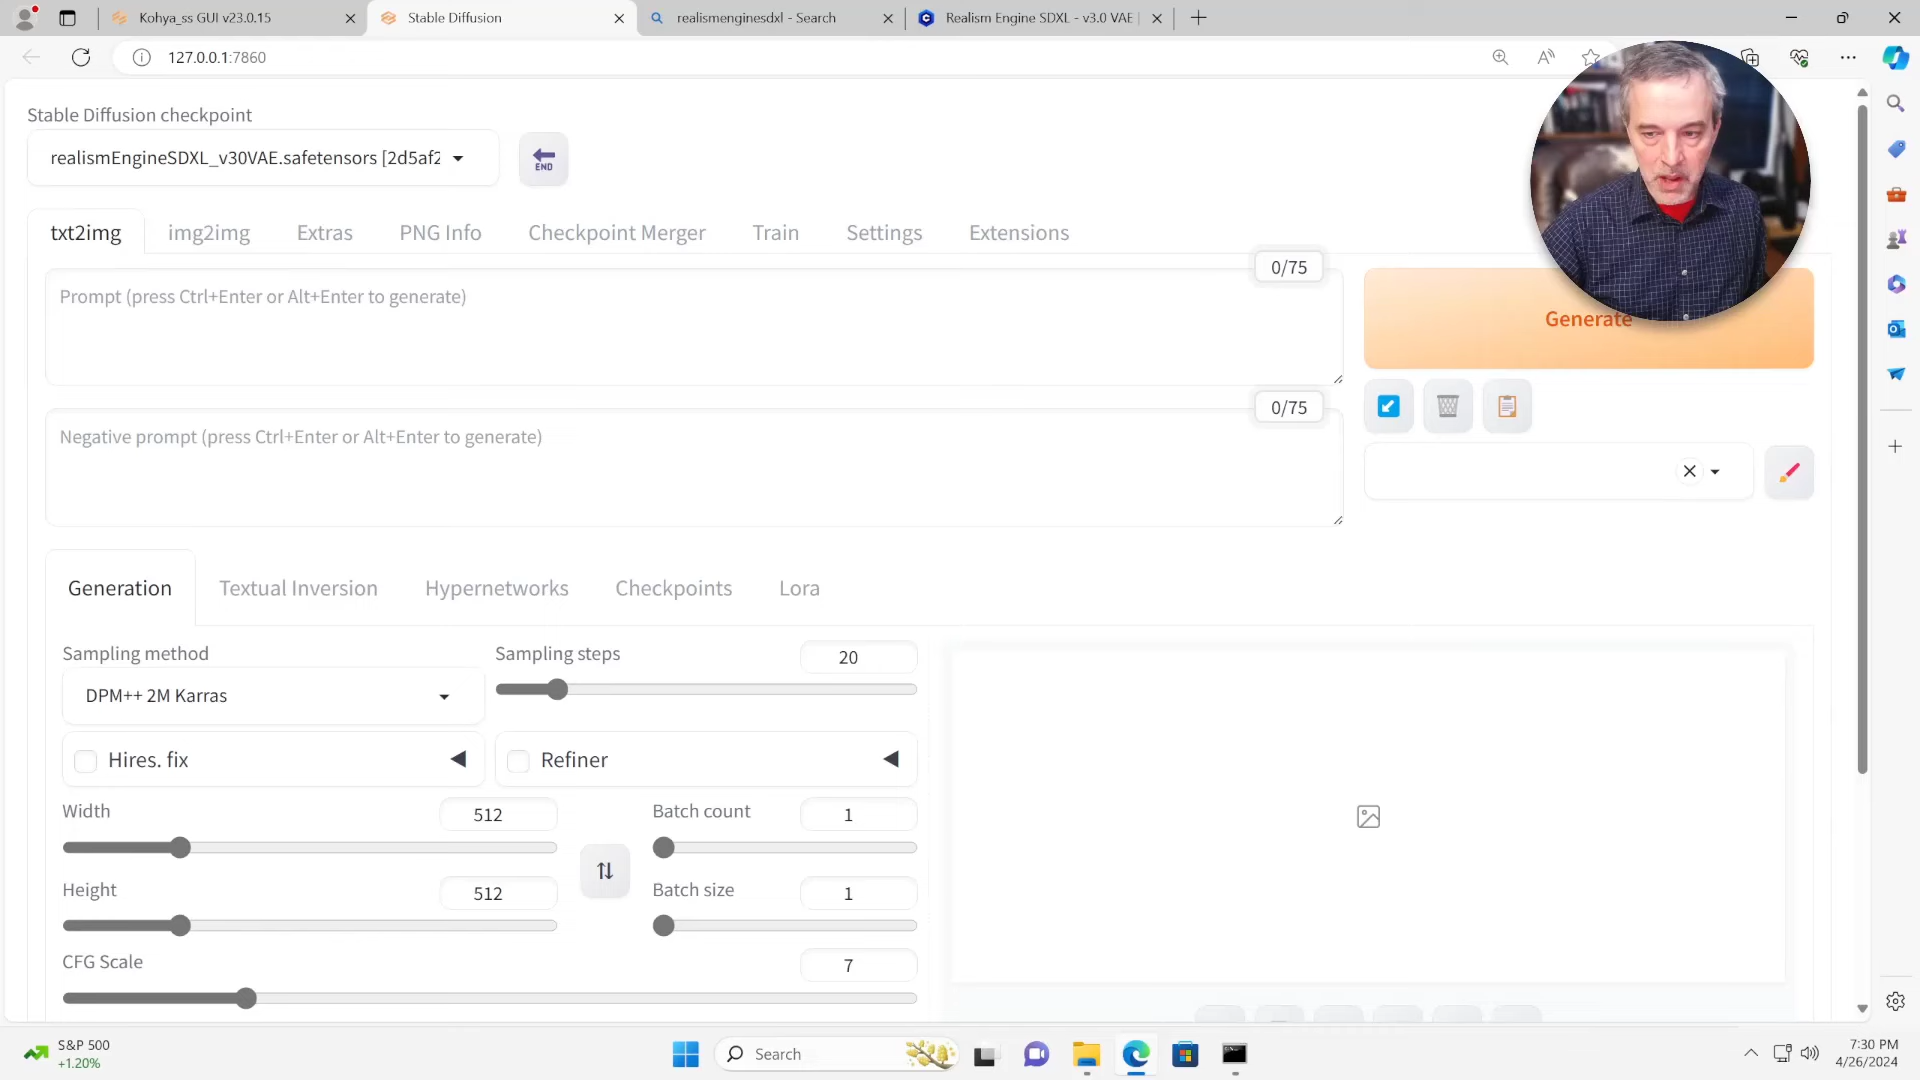 Kohya_ss GUI v23.0.15
Stable Diffusion
realismenginesdxl - Search
Realism Engine SDXL - v3.0 VAE |
127.0.0.1:7860
Stable Diffusion checkpoint
realismEngineSDXL_v30VAE.safetensors [2d5af2
END
txt2img
img2img
Extras
PNG Info
Checkpoint Merger
Train
Settings
Extensions
0/75
Prompt (press Ctrl+Enter or Alt+Enter to generate)
Generate
0/75
Negative prompt (press Ctrl+Enter or Alt+Enter to generate)
Generation
Textual Inversion
Hypernetworks
Checkpoints
Lora
Sampling method
DPM++ 2M Karras
Sampling steps
20
Hires. fix
Refiner
Width
512
Batch count
1
Height
512
Batch size
1
CFG Scale
7
S&P 500
+1.20%
Search
7:30 PM
4/26/2024